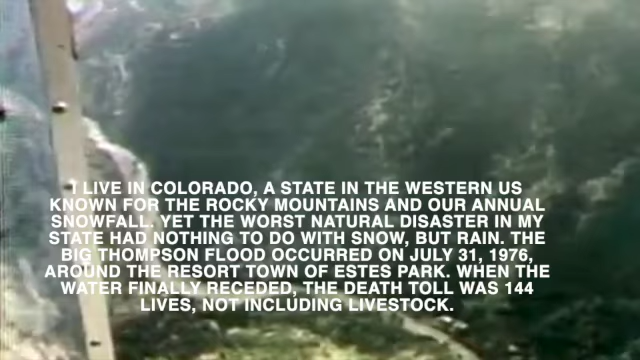 I LIVE IN COLORADO, A STATE IN THE WESTERN US
KNOWN FOR THE ROCKY MOUNTAINS AND OUR ANNUAL
SNOWFALL. YET THE WORST NATURAL DISASTER IN MY
STATE HAD NOTHING TO DO WITH SNOW, BUT RAIN. THE
BIG THOMPSON FLOOD OCCURRED ON JULY 31, 1976,
AROUND THE RESORT TOWN OF ESTES PARK. WHEN THE
WATER FINALLY RECEDED, THE DEATH TOLL WAS 144
LIVES, NOT INCLUDING LIVESTOCK.